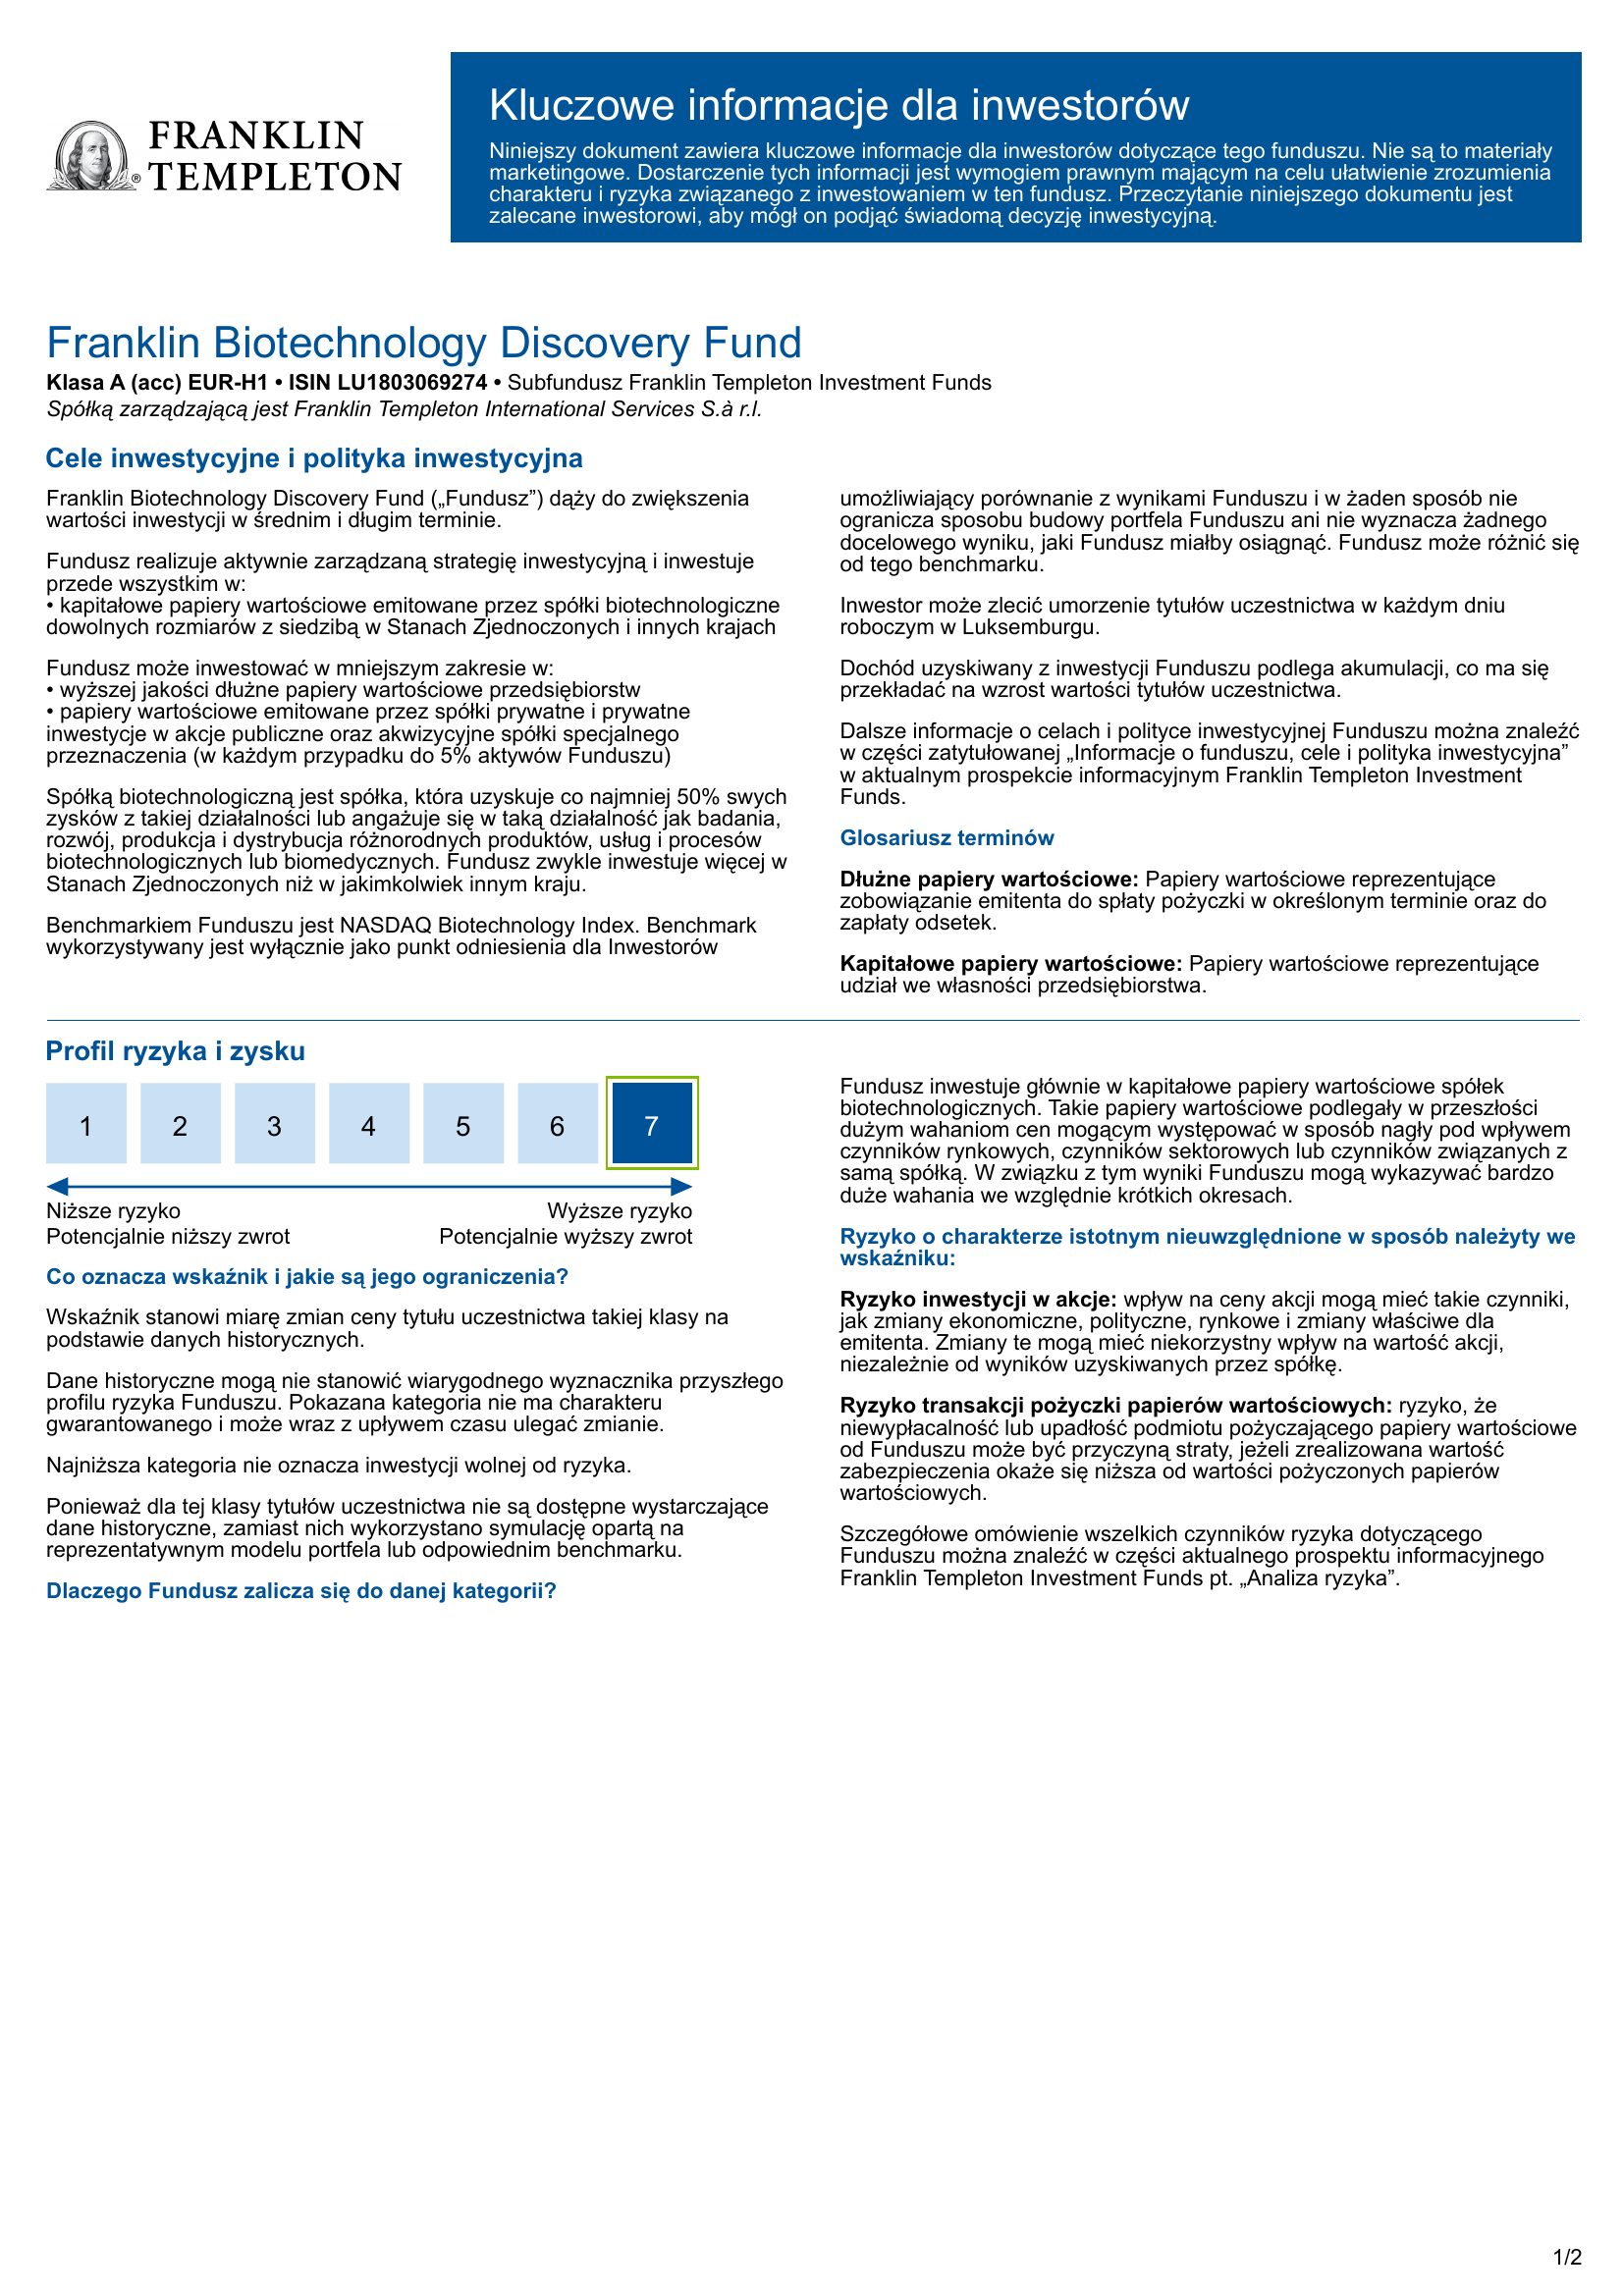 FRANKLIN
TEMPLETON
®
Kluczowe informacje dla inwestorów
Niniejszy dokument zawiera kluczowe informacje dla inwestorów dotyczące tego funduszu. Nie są to materiały
marketingowe. Dostarczenie tych informacji jest wymogiem prawnym mającym na celu ułatwienie zrozumienia
charakteru i ryzyka związanego z inwestowaniem w ten fundusz. Przeczytanie niniejszego dokumentu jest
zalecane inwestorowi, aby mógł on podjąć świadomą decyzję inwestycyjną.
Franklin Biotechnology Discovery Fund
Klasa A (acc) EUR-H1 • ISIN LU1803069274 • Subfundusz Franklin Templeton Investment Funds
Spółką zarządzającą jest Franklin Templeton International Services S.à r.l.
Cele inwestycyjne i polityka inwestycyjna
Franklin Biotechnology Discovery Fund („Fundusz”) dąży do zwiększenia
wartości inwestycji w średnim i długim terminie.
Fundusz realizuje aktywnie zarządzaną strategię inwestycyjną i inwestuje
przede wszystkim w:
• kapitałowe papiery wartościowe emitowane przez spółki biotechnologiczne
dowolnych rozmiarów z siedzibą w Stanach Zjednoczonych i innych krajach
Fundusz może inwestować w mniejszym zakresie w:
• wyższej jakości dłużne papiery wartościowe przedsiębiorstw
• papiery wartościowe emitowane przez spółki prywatne i prywatne
inwestycje w akcje publiczne oraz akwizycyjne spółki specjalnego
przeznaczenia (w każdym przypadku do 5% aktywów Funduszu)
Spółką biotechnologiczną jest spółka, która uzyskuje co najmniej 50% swych
zysków z takiej działalności lub angażuje się w taką działalność jak badania,
rozwój, produkcja i dystrybucja różnorodnych produktów, usług i procesów
biotechnologicznych lub biomedycznych. Fundusz zwykle inwestuje więcej w
Stanach Zjednoczonych niż w jakimkolwiek innym kraju.
Benchmarkiem Funduszu jest NASDAQ Biotechnology Index. Benchmark
wykorzystywany jest wyłącznie jako punkt odniesienia dla Inwestorów
umożliwiający porównanie z wynikami Funduszu i w żaden sposób nie
ogranicza sposobu budowy portfela Funduszu ani nie wyznacza żadnego
docelowego wyniku, jaki Fundusz miałby osiągnąć. Fundusz może różnić się
od tego benchmarku.
Inwestor może zlecić umorzenie tytułów uczestnictwa w każdym dniu
roboczym w Luksemburgu.
Dochód uzyskiwany z inwestycji Funduszu podlega akumulacji, co ma się
przekładać na wzrost wartości tytułów uczestnictwa.
Dalsze informacje o celach i polityce inwestycyjnej Funduszu można znaleźć
w części zatytułowanej „Informacje o funduszu, cele i polityka inwestycyjna”
w aktualnym prospekcie informacyjnym Franklin Templeton Investment
Funds.
Glosariusz terminów
Dłużne papiery wartościowe: Papiery wartościowe reprezentujące
zobowiązanie emitenta do spłaty pożyczki w określonym terminie oraz do
zapłaty odsetek.
Kapitałowe papiery wartościowe: Papiery wartościowe reprezentujące
udział we własności przedsiębiorstwa.
Profil ryzyka i zysku
1 2 3 4 5 6 7
Niższe ryzyko Wyższe ryzyko
Potencjalnie niższy zwrot Potencjalnie wyższy zwrot
Co oznacza wskaźnik i jakie są jego ograniczenia?
Wskaźnik stanowi miarę zmian ceny tytułu uczestnictwa takiej klasy na
podstawie danych historycznych.
Dane historyczne mogą nie stanowić wiarygodnego wyznacznika przyszłego
profilu ryzyka Funduszu. Pokazana kategoria nie ma charakteru
gwarantowanego i może wraz z upływem czasu ulegać zmianie.
Najniższa kategoria nie oznacza inwestycji wolnej od ryzyka.
Ponieważ dla tej klasy tytułów uczestnictwa nie są dostępne wystarczające
dane historyczne, zamiast nich wykorzystano symulację opartą na
reprezentatywnym modelu portfela lub odpowiednim benchmarku.
Dlaczego Fundusz zalicza się do danej kategorii?
Fundusz inwestuje głównie w kapitałowe papiery wartościowe spółek
biotechnologicznych. Takie papiery wartościowe podlegały w przeszłości
dużym wahaniom cen mogącym występować w sposób nagły pod wpływem
czynników rynkowych, czynników sektorowych lub czynników związanych z
samą spółką. W związku z tym wyniki Funduszu mogą wykazywać bardzo
duże wahania we względnie krótkich okresach.
Ryzyko o charakterze istotnym nieuwzględnione w sposób należyty we
wskaźniku:
Ryzyko inwestycji w akcje: wpływ na ceny akcji mogą mieć takie czynniki,
jak zmiany ekonomiczne, polityczne, rynkowe i zmiany właściwe dla
emitenta. Zmiany te mogą mieć niekorzystny wpływ na wartość akcji,
niezależnie od wyników uzyskiwanych przez spółkę.
Ryzyko transakcji pożyczki papierów wartościowych: ryzyko, że
niewypłacalność lub upadłość podmiotu pożyczającego papiery wartościowe
od Funduszu może być przyczyną straty, jeżeli zrealizowana wartość
zabezpieczenia okaże się niższa od wartości pożyczonych papierów
wartościowych.
Szczegółowe omówienie wszelkich czynników ryzyka dotyczącego
Funduszu można znaleźć w części aktualnego prospektu informacyjnego
Franklin Templeton Investment Funds pt. „Analiza ryzyka”.
1/2